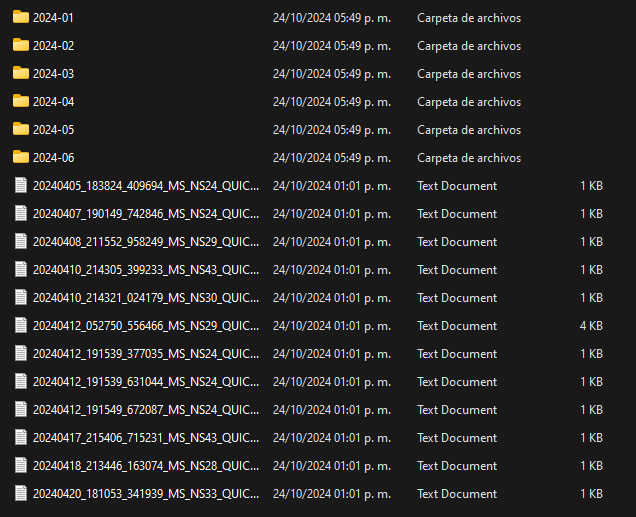 2024-01 24/10/2024 05:49 p. m. Carpeta de archivos
2024-02 24/10/2024 05:49 p. m. Carpeta de archivos
2024-03 24/10/2024 05:49 p. m. Carpeta de archivos
2024-04 24/10/2024 05:49 p. m. Carpeta de archivos
2024-05 24/10/2024 05:49 p. m. Carpeta de archivos
2024-06 24/10/2024 05:49 p. m. Carpeta de archivos
20240405_183824_409694_MS_NS24_QUIC... 24/10/2024 01:01 p. m. Text Document 1 KB
20240407_190149_742846_MS_NS24_QUIC... 24/10/2024 01:01 p. m. Text Document 1 KB
20240408_211552_958249_MS_NS29_QUIC... 24/10/2024 01:01 p. m. Text Document 1 KB
20240410_214305_399233_MS_NS43_QUIC... 24/10/2024 01:01 p. m. Text Document 1 KB
20240410_214321_024179_MS_NS30_QUIC... 24/10/2024 01:01 p. m. Text Document 1 KB
20240412_052750_556466_MS_NS29_QUIC... 24/10/2024 01:01 p. m. Text Document 4 KB
20240412_191539_377035_MS_NS24_QUIC... 24/10/2024 01:01 p. m. Text Document 1 KB
20240412_191539_631044_MS_NS24_QUIC... 24/10/2024 01:01 p. m. Text Document 1 KB
20240412_191549_672087_MS_NS24_QUIC... 24/10/2024 01:01 p. m. Text Document 1 KB
20240417_215406_715231_MS_NS43_QUIC... 24/10/2024 01:01 p. m. Text Document 1 KB
20240418_213446_163074_MS_NS28_QUIC... 24/10/2024 01:01 p. m. Text Document 1 KB
20240420_181053_341939_MS_NS33_QUIC... 24/10/2024 01:01 p. m. Text Document 1 KB